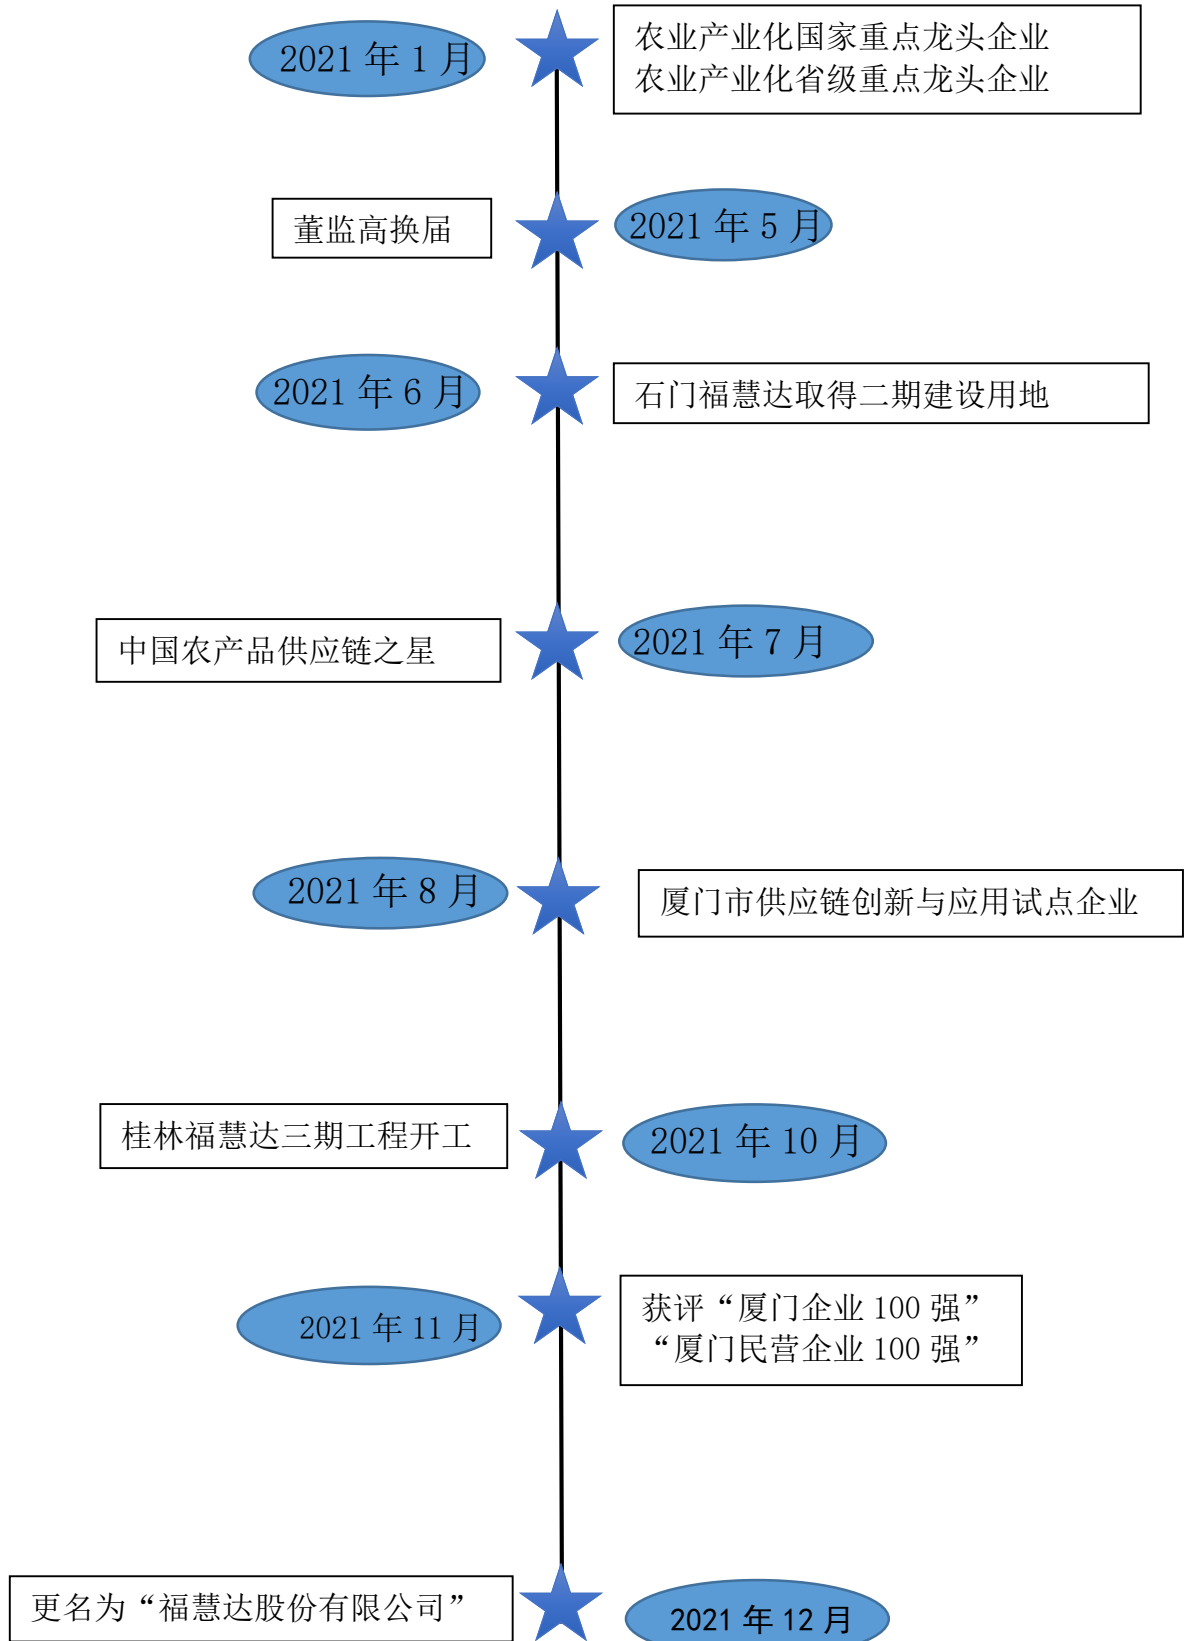 2021 年 1 月
农业产业化国家重点龙头企业
农业产业化省级重点龙头企业
董监高换届
2021 年 5 月
2021 年 6 月
石门福慧达取得二期建设用地
中国农产品供应链之星
2021 年 7 月
2021 年 8 月
厦门市供应链创新与应用试点企业
桂林福慧达三期工程开工
2021 年 10 月
2021 年 11 月
获评“厦门企业 100 强”
“厦门民营企业 100 强”
更名为“福慧达股份有限公司”
2021 年 12 月